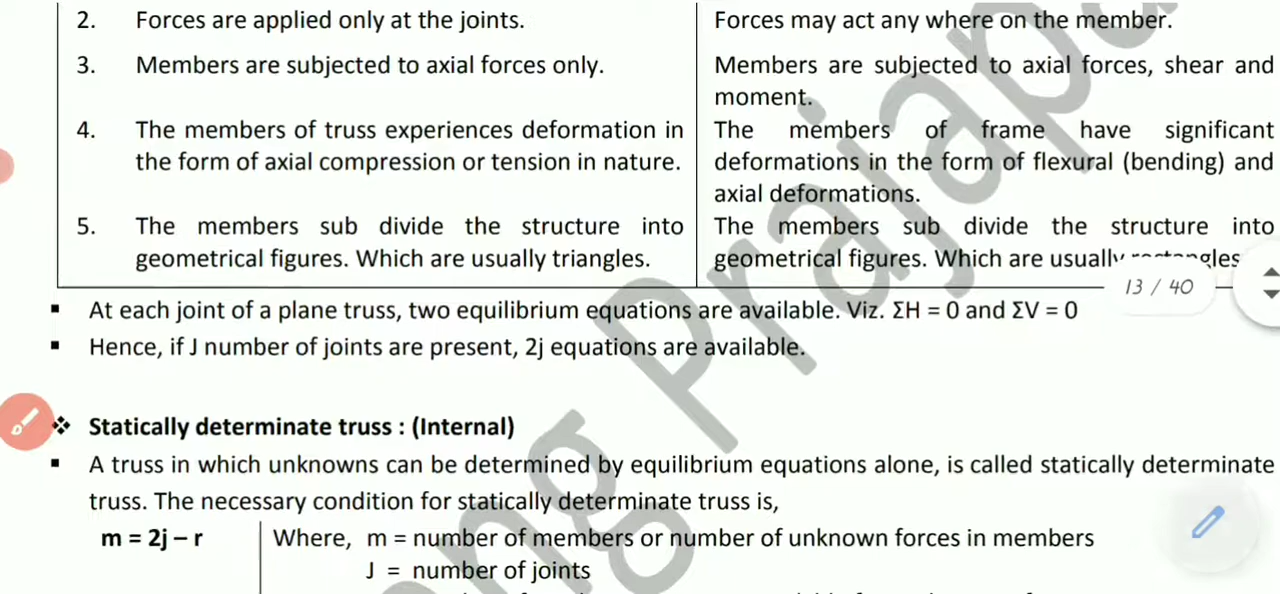 2. Forces are applied only at the joints. Forces may act any where on the member.
3. Members are subjected to axial forces only. Members are subjected to axial forces, shear and
moment.
4. The members of truss experiences deformation in The members of frame have significant
the form of axial compression or tension in nature. deformations in the form of flexural (bending) and
axial deformations.
5. The members sub divide the structure into The members sub divide the structure into
geometrical figures. Which are usually triangles. geometrical figures. Which are usually
13 / 40
▪ At each joint of a plane truss, two equilibrium equations are available. Viz. ΣH = 0 and ΣV = 0
▪ Hence, if J number of joints are present, 2j equations are available.
❖ Statically determinate truss : (Internal)
▪ A truss in which unknowns can be determined by equilibrium equations alone, is called statically determinate
truss. The necessary condition for statically determinate truss is,
m = 2j – r Where, m = number of members or number of unknown forces in members
J = number of joints